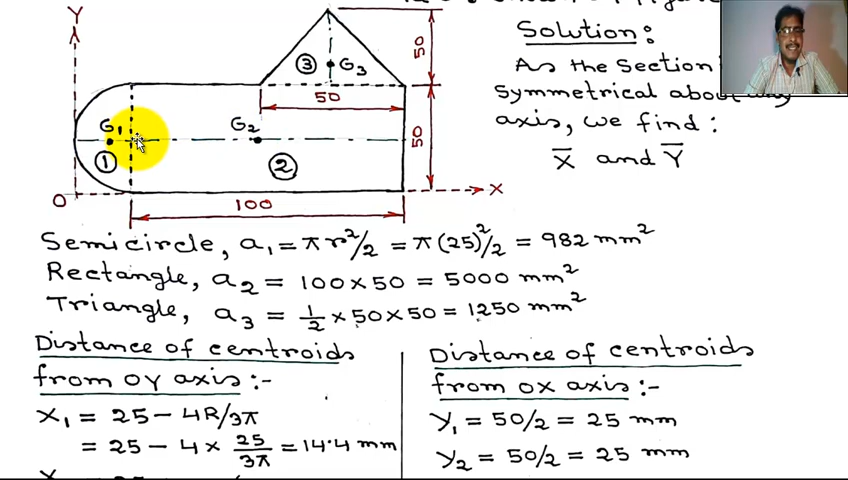 Y
50
3
G3
50
Solution:
As the Section
Symmetrical about
axis, we find:
X̄ and Ȳ
G1
G2
1
2
50
O
X
100
Semicircle, a1 = πr²/2 = π(25)²/2 = 982 mm²
Rectangle, a2 = 100×50 = 5000 mm²
Triangle, a3 = 1/2 × 50 × 50 = 1250 mm²
Distance of centroids
from OY axis:-
X1 = 25 - 4R/3π
= 25 - 4 × 25/3π = 14.4 mm
Distance of centroids
from OX axis:-
Y1 = 50/2 = 25 mm
Y2 = 50/2 = 25 mm